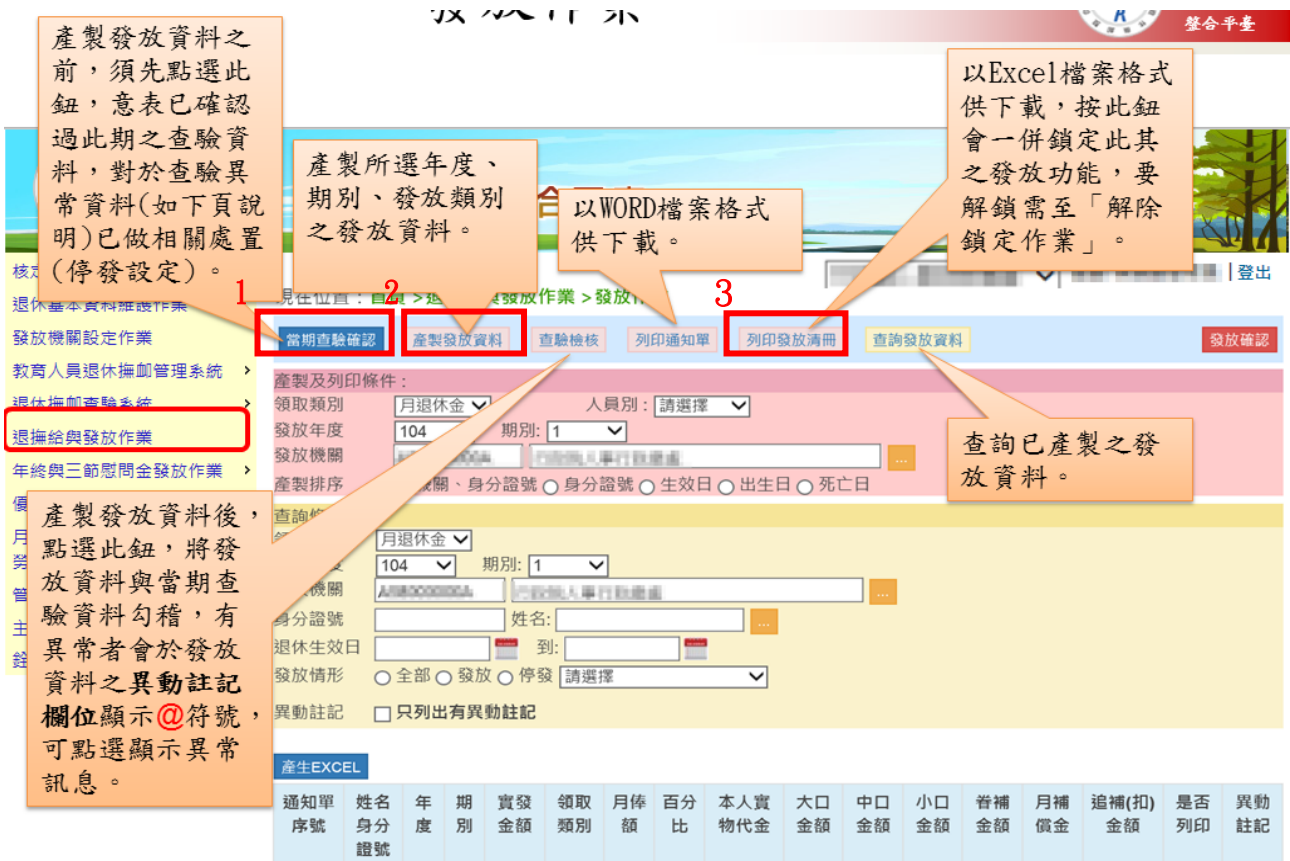 發放作業
整合平臺
產製發放資料之
前，須先點選此
鈕，意表已確認
過此期之查驗資
料，對於查驗異
常資料(如下頁說
明)已做相關處置
(停發設定)。
產製所選年度、
期別、發放類別
之發放資料。
以WORD檔案格式
供下載。
以Excel檔案格式
供下載，按此鈕
會一併鎖定此其
之發放功能，要
解鎖需至「解除
鎖定作業」。
登出
1
2
3
現在位置：首頁 >退
與發放作業 >發放作
核定
退休基本資料維護作業
發放機關設定作業
教育人員退休撫卹管理系統 ›
退休撫卹查驗系統 ›
退撫給與發放作業
年終與三節慰問金發放作業 ›
優
月
勞
管
主
銓
當期查驗確認 產製發放資料 查驗檢核 列印通知單 列印發放清冊 查詢發放資料 發放確認
產製及列印條件：
領取類別 月退休金 人員別： 請選擇
發放年度 104 期別: 1
發放機關 ...
產製排序 機關、身分證號 身分證號 生效日 出生日 死亡日
查詢
月退休金
104 期別: 1
機關 ...
身分證號 姓名: ...
退休生效日 到:
發放情形 全部 發放 停發 請選擇
異動註記 只列出有異動註記
查詢已產製之發
放資料。
產製發放資料後，
點選此鈕，將發
放資料與當期查
驗資料勾稽，有
異常者會於發放
資料之異動註記
欄位顯示@符號，
可點選顯示異常
訊息。
產生EXCEL
通知單 姓名 年 期 實發 領取 月俸 百分 本人實 大口 中口 小口 眷補 月補 追補(扣) 是否 異動
序號 身分 度 別 金額 類別 額 比 物代金 金額 金額 金額 金額 償金 金額 列印 註記
證號